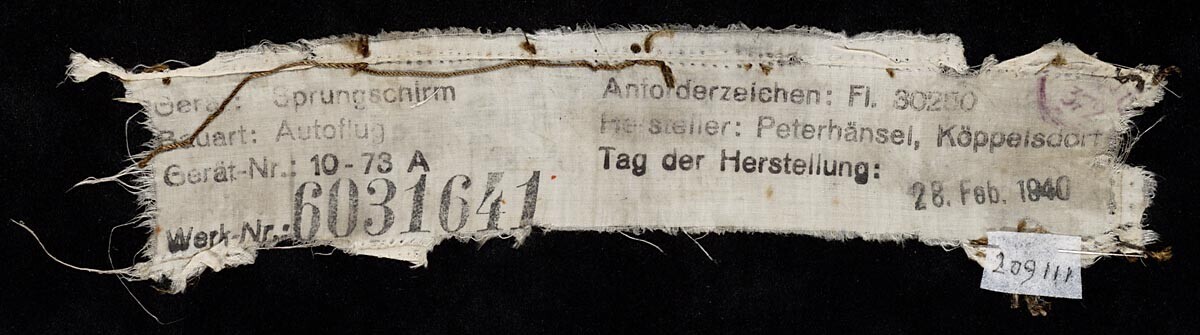 Gerät: Sprungschirm
Bauart: Autoflug
Gerät-Nr.: 10-73 A
Werk-Nr.: 6031641
Anforderzeichen: Fl. 30250
Hersteller: Peterhänsel, Köppelsdorf
Tag der Herstellung:
28. Feb. 1940
209111